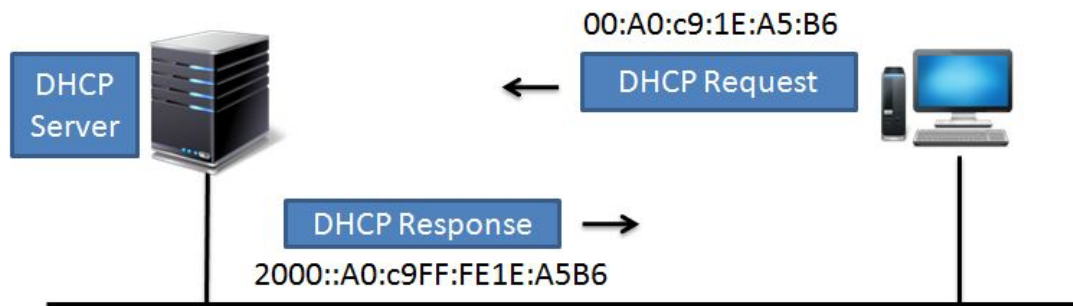 00:A0:c9:1E:A5:B6
DHCP
Server
DHCP Request
DHCP Response
2000::A0:c9FF:FE1E:A5B6